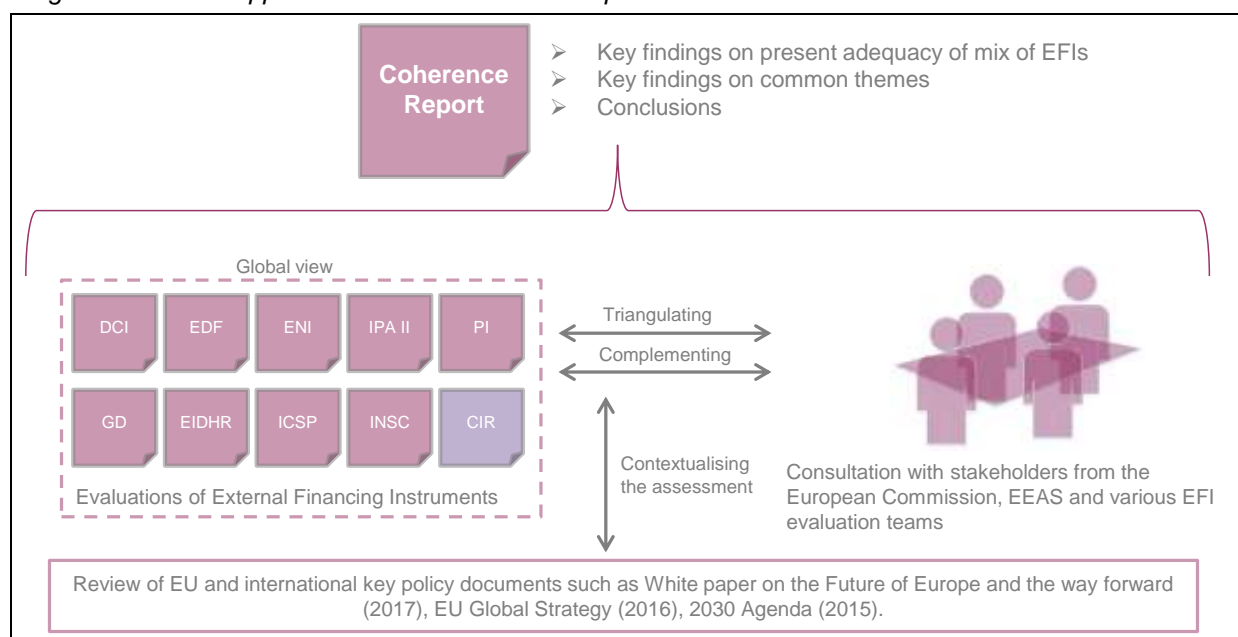 Coherence
Report
➢ Key findings on present adequacy of mix of EFIs
➢ Key findings on common themes
➢ Conclusions
Global view
DCI
EDF
ENI
IPA II
PI
GD
EIDHR
ICSP
INSC
CIR
Evaluations of External Financing Instruments
Triangulating
Complementing
Contextualising
the assessment
Consultation with stakeholders from the
European Commission, EEAS and various EFI
evaluation teams
Review of EU and international key policy documents such as White paper on the Future of Europe and the way forward
(2017), EU Global Strategy (2016), 2030 Agenda (2015).